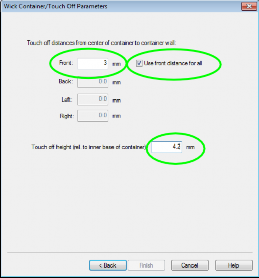 Wick Container/Touch Off Parameters
Touch off distances from center of container to container wall:
Front: 3 mm Use front distance for all
Back: 0.0 mm
Left: 0.0 mm
Right: 0.0 mm
Touch off height (rel. to inner base of container): 4.2 mm
< Back Finish Cancel Help